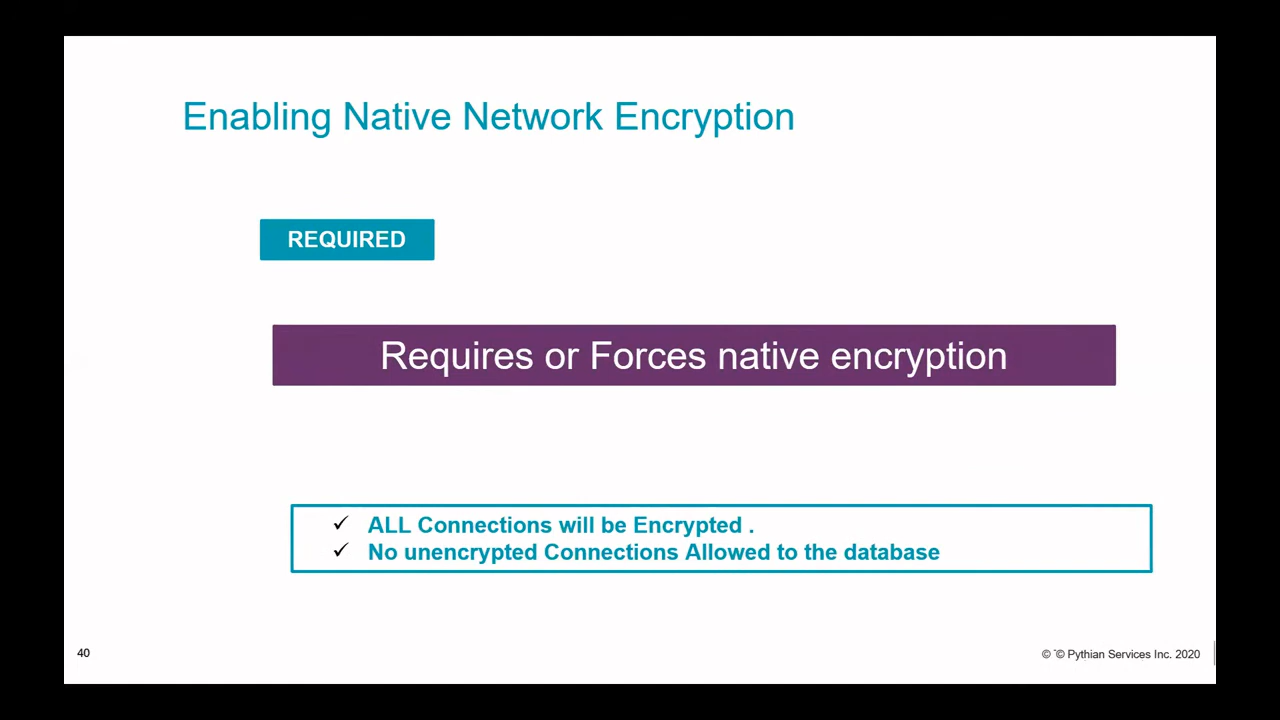 Enabling Native Network Encryption
REQUIRED
Requires or Forces native encryption
✓ ALL Connections will be Encrypted .
✓ No unencrypted Connections Allowed to the database
40
© ˜© Pythian Services Inc. 2020